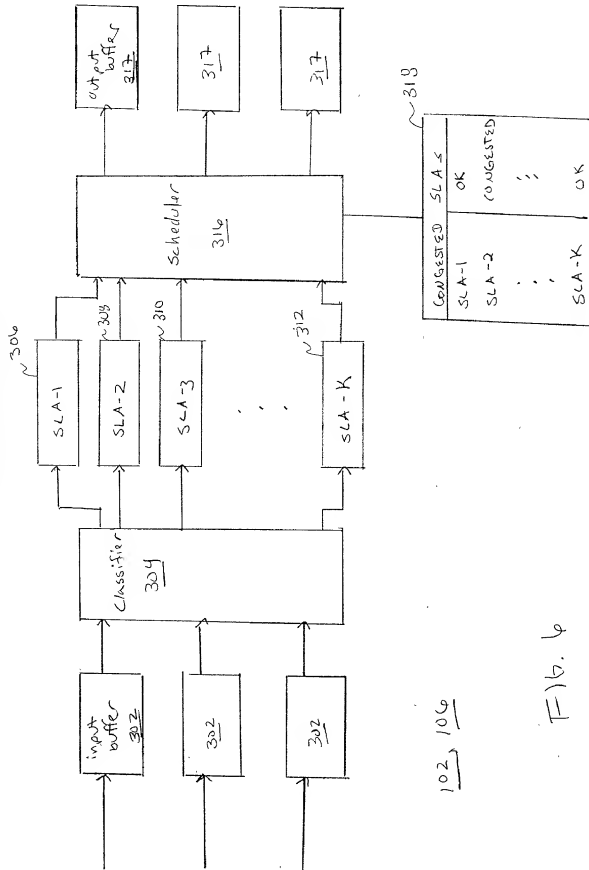 input
buffer
302
302
302
Classifier
304
306
SLA-1
308
SLA-2
310
SLA-3
312
SLA-K
Scheduler
316
output
buffer
317
317
317
318
CONGESTED SLAs
SLA-1 OK
SLA-2 CONGESTED
SLA-K OK
102, 106
FIG. 6